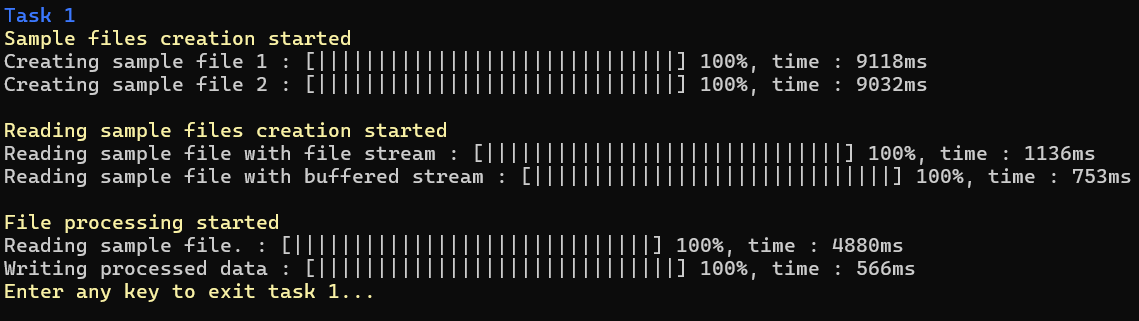 Task 1
Sample files creation started
Creating sample file 1 : [||||||||||||||||||||||||||||||] 100%, time : 9118ms
Creating sample file 2 : [||||||||||||||||||||||||||||||] 100%, time : 9032ms
Reading sample files creation started
Reading sample file with file stream : [||||||||||||||||||||||||||||||] 100%, time : 1136ms
Reading sample file with buffered stream : [||||||||||||||||||||||||||||||] 100%, time : 753ms
File processing started
Reading sample file. : [||||||||||||||||||||||||||||||] 100%, time : 4880ms
Writing processed data : [||||||||||||||||||||||||||||||] 100%, time : 566ms
Enter any key to exit task 1...